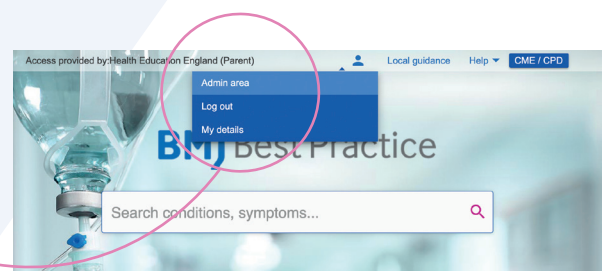 Access provided by:Health Education England (Parent)
Local guidance Help CME / CPD
Admin area
Log out
My details
BMJ Best Practice
Search conditions, symptoms...